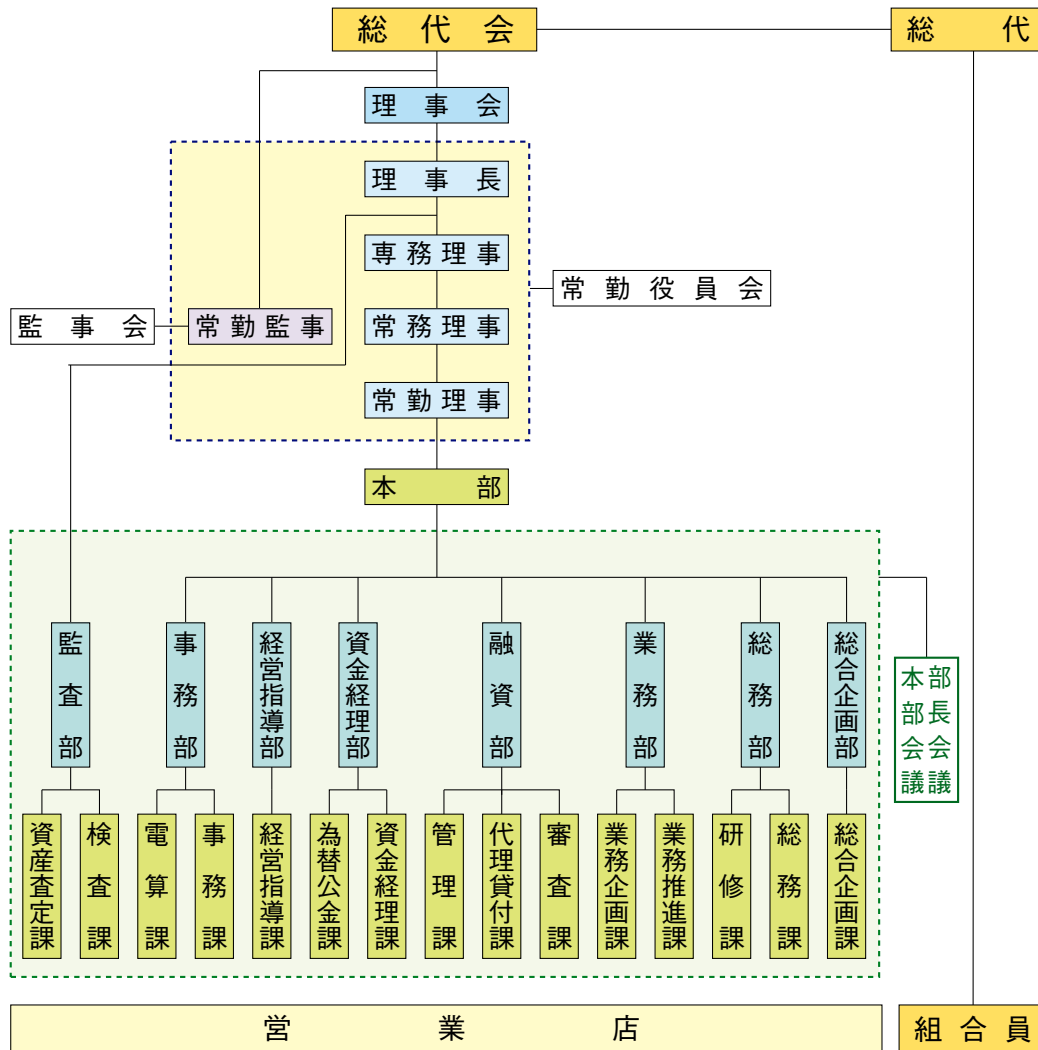 総代会
総代
理事会
理事長
専務理事
常勤役員会
監事会
常勤監事
常務理事
常勤理事
本部
監査部
事務部
経営指導部
資金経理部
融資部
業務部
総務部
総合企画部
部長会議
本部会議
資産査定課
検査課
電算課
事務課
経営指導課
為替公金課
資金経理課
管理課
代理貸付課
審査課
業務企画課
業務推進課
研修課
総務課
総合企画課
営業店
組合員